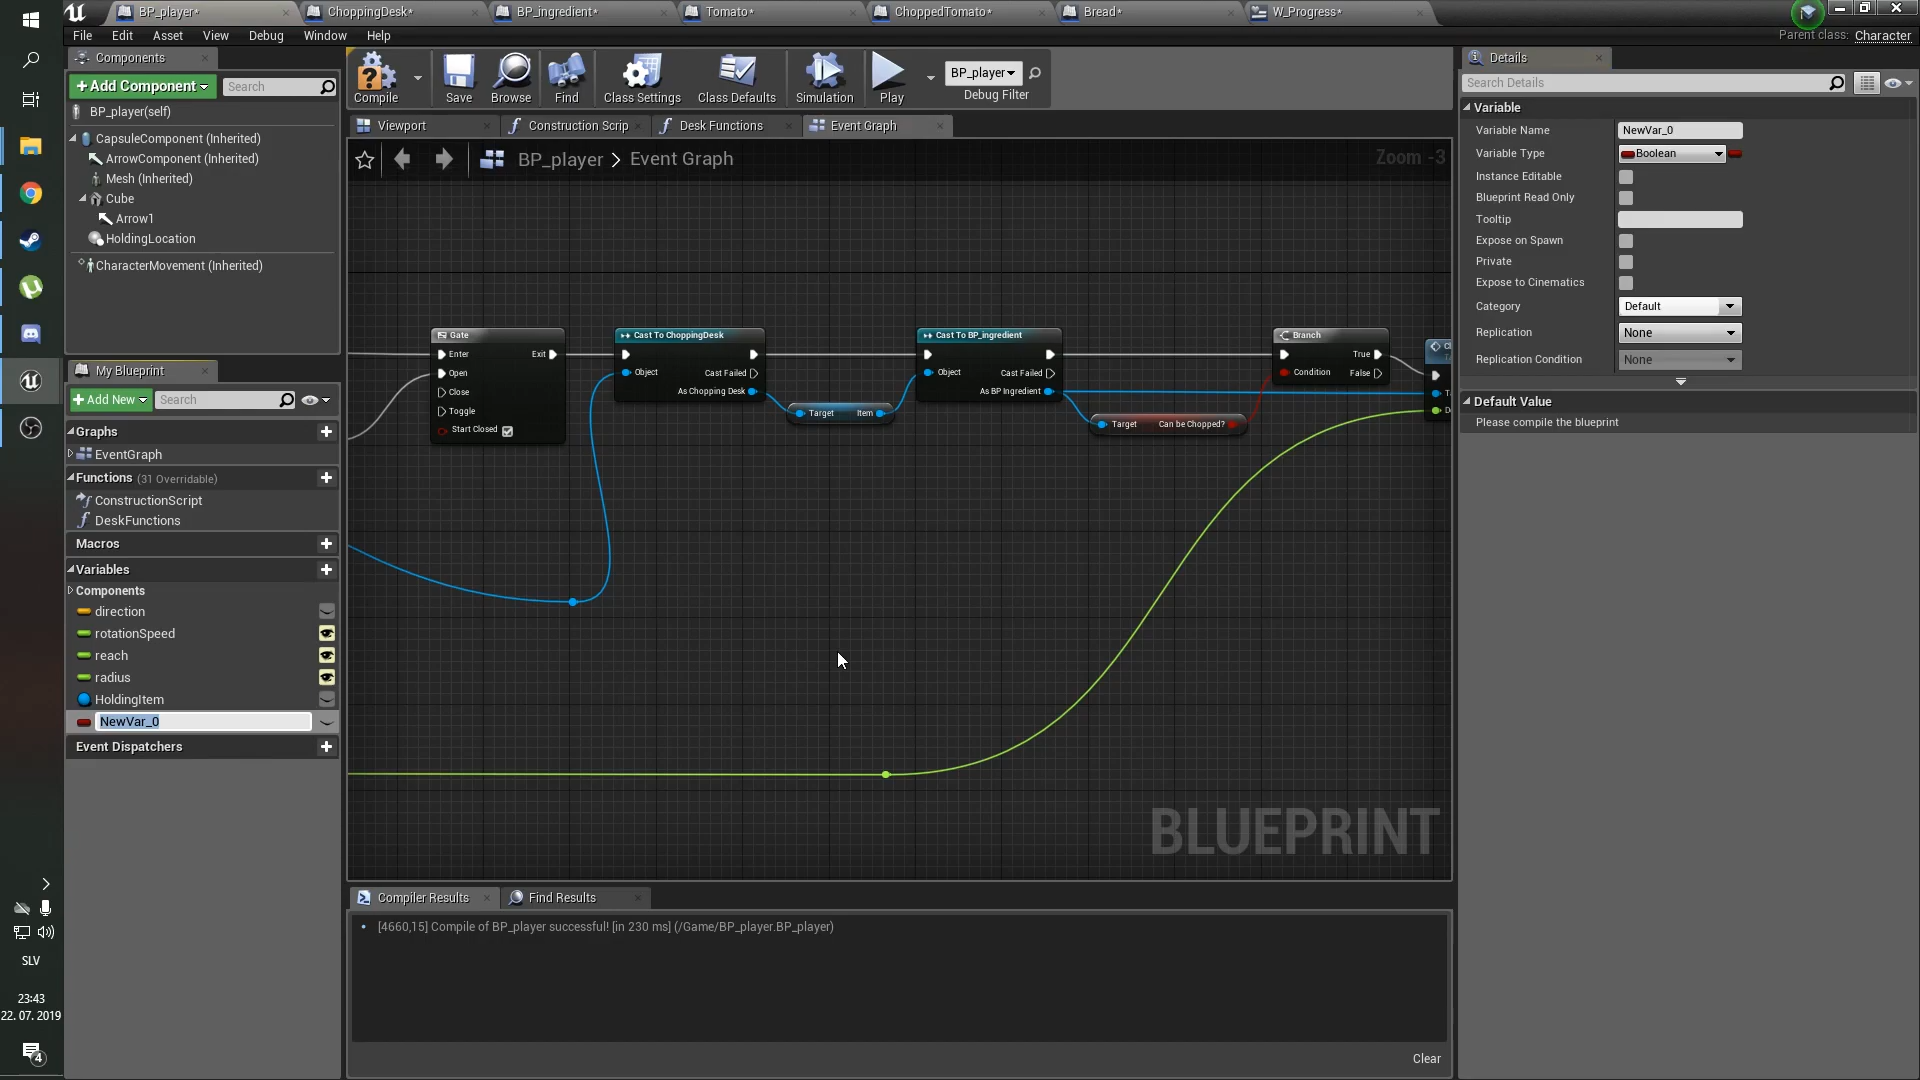 BP_player*
ChoppingDesk*
BP_ingredient*
Tomato*
ChoppedTomato*
Bread*
W_Progress*
File Edit Asset View Debug Window Help
Parent class: Character
Components
+Add Component
Search
BP_player(self)
CapsuleComponent (Inherited)
ArrowComponent (Inherited)
Mesh (Inherited)
Cube
Arrow1
HoldingLocation
CharacterMovement (Inherited)
Compile
Save
Browse
Find
Class Settings
Class Defaults
Simulation
Play
BP_player
Debug Filter
Viewport
Construction Scrip
Desk Functions
Event Graph
BP_player > Event Graph
Zoom -3
Gate
Enter
Exit
Open
Close
Toggle
Start Closed
Cast To ChoppingDesk
Object
Cast Failed
As Chopping Desk
Target
Item
Cast To BP_ingredient
Object
Cast Failed
As BP Ingredient
Target
Can be Chopped?
Branch
True
Condition
False
BLUEPRINT
My Blueprint
+Add New
Search
Graphs
EventGraph
Functions (31 Overridable)
ConstructionScript
DeskFunctions
Macros
Variables
Components
direction
rotationSpeed
reach
radius
HoldingItem
NewVar_0
Event Dispatchers
Compiler Results
Find Results
[4660,15] Compile of BP_player successful! [in 230 ms] (/Game/BP_player.BP_player)
Clear
Details
Search Details
Variable
Variable Name
NewVar_0
Variable Type
Boolean
Instance Editable
Blueprint Read Only
Tooltip
Expose on Spawn
Private
Expose to Cinematics
Category
Default
Replication
None
Replication Condition
None
Default Value
Please compile the blueprint
SLV
23:43
22. 07. 2019
4